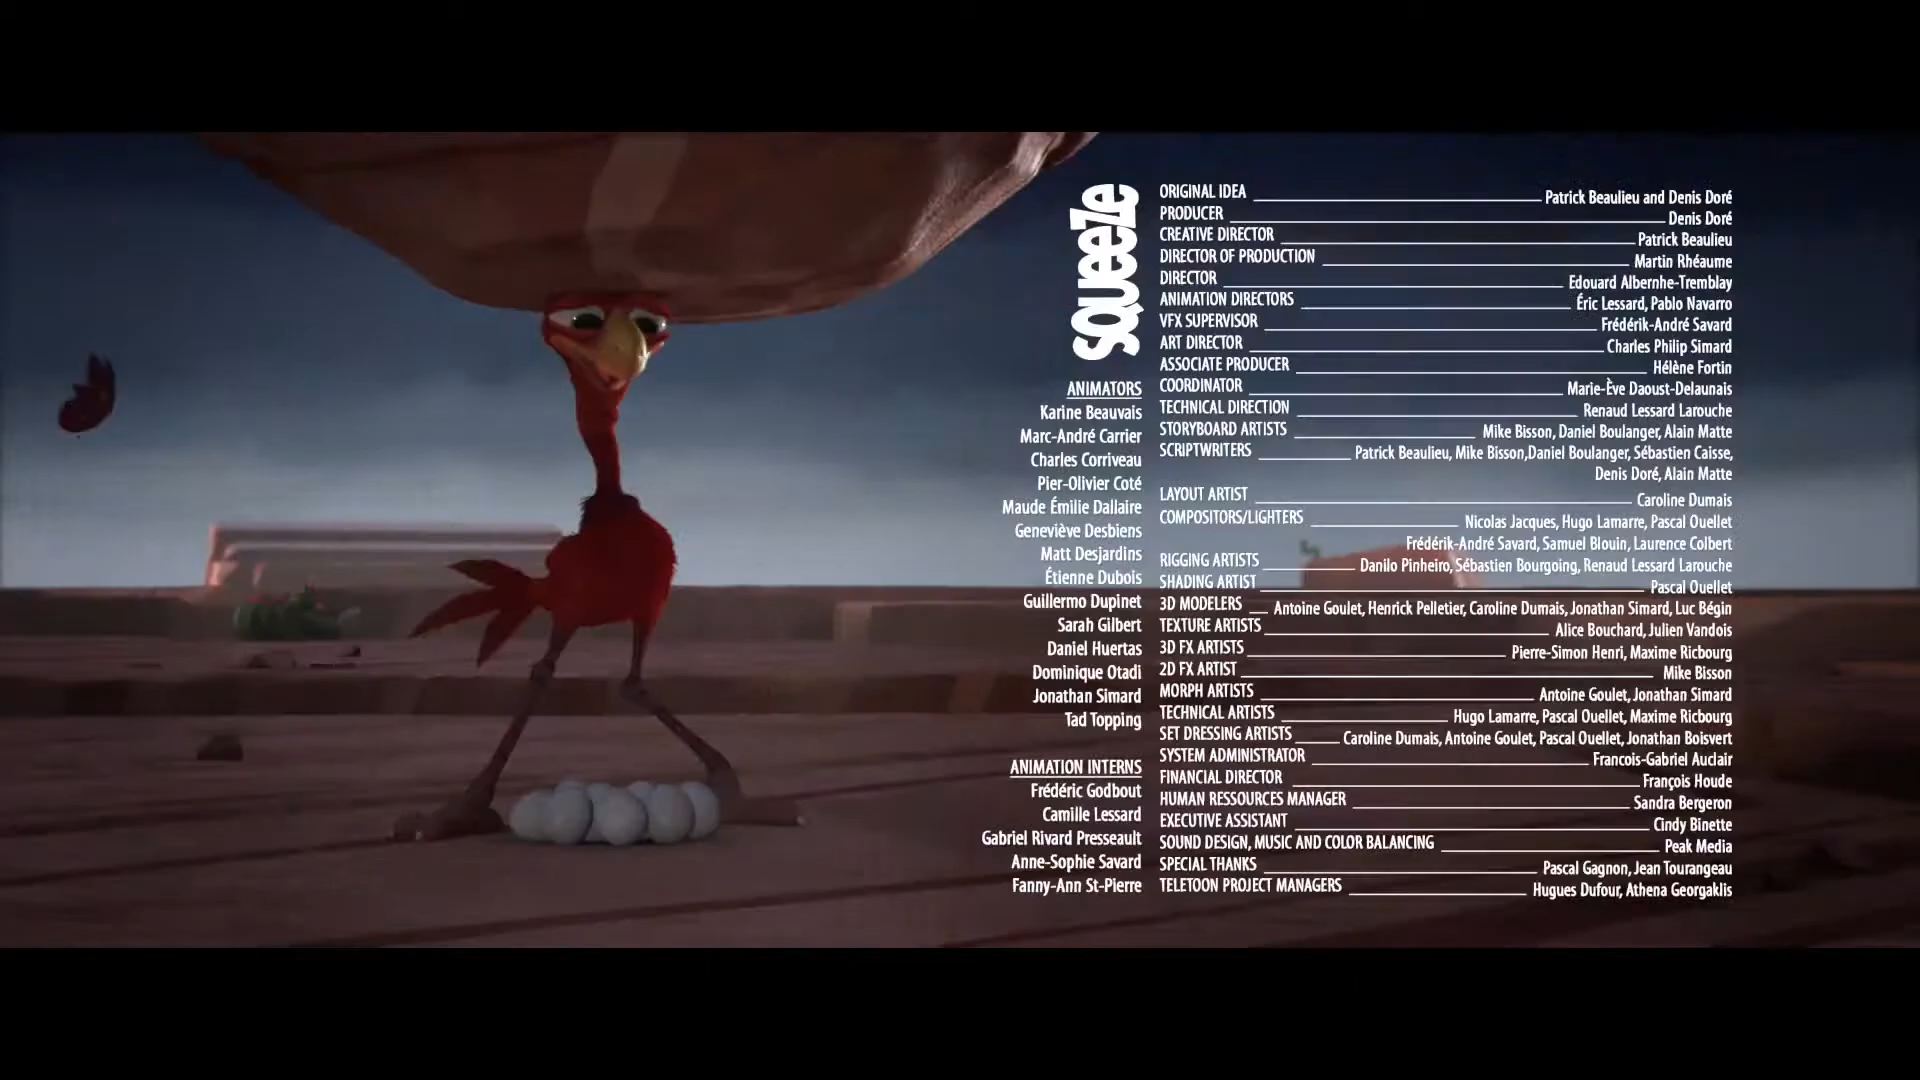 squeeze
ANIMATORS
Karine Beauvais
Marc-André Carrier
Charles Corriveau
Pier-Olivier Coté
Maude Émilie Dallaire
Geneviève Desbiens
Matt Desjardins
Étienne Dubois
Guillermo Dupinet
Sarah Gilbert
Daniel Huertas
Dominique Otadi
Jonathan Simard
Tad Topping
ANIMATION INTERNS
Frédéric Godbout
Camille Lessard
Gabriel Rivard Presseault
Anne-Sophie Savard
Fanny-Ann St-Pierre
ORIGINAL IDEA Patrick Beaulieu and Denis Doré
PRODUCER Denis Doré
CREATIVE DIRECTOR Patrick Beaulieu
DIRECTOR OF PRODUCTION Martin Rhéaume
DIRECTOR Edouard Albernhe-Tremblay
ANIMATION DIRECTORS Éric Lessard, Pablo Navarro
VFX SUPERVISOR Frédérik-André Savard
ART DIRECTOR Charles Philip Simard
ASSOCIATE PRODUCER Hélène Fortin
COORDINATOR Marie-Ève Daoust-Delaunais
TECHNICAL DIRECTION Renaud Lessard Larouche
STORYBOARD ARTISTS Mike Bisson, Daniel Boulanger, Alain Matte
SCRIPTWRITERS Patrick Beaulieu, Mike Bisson,Daniel Boulanger, Sébastien Caisse,
Denis Doré, Alain Matte
LAYOUT ARTIST Caroline Dumais
COMPOSITORS/LIGHTERS Nicolas Jacques, Hugo Lamarre, Pascal Ouellet
Frédérik-André Savard, Samuel Blouin, Laurence Colbert
RIGGING ARTISTS Danilo Pinheiro, Sébastien Bourgoing, Renaud Lessard Larouche
SHADING ARTIST Pascal Ouellet
3D MODELERS Antoine Goulet, Henrick Pelletier, Caroline Dumais, Jonathan Simard, Luc Bégin
TEXTURE ARTISTS Alice Bouchard, Julien Vandois
3D FX ARTISTS Pierre-Simon Henri, Maxime Ricbourg
2D FX ARTIST Mike Bisson
MORPH ARTISTS Antoine Goulet, Jonathan Simard
TECHNICAL ARTISTS Hugo Lamarre, Pascal Ouellet, Maxime Ricbourg
SET DRESSING ARTISTS Caroline Dumais, Antoine Goulet, Pascal Ouellet, Jonathan Boisvert
SYSTEM ADMINISTRATOR Francois-Gabriel Auclair
FINANCIAL DIRECTOR François Houde
HUMAN RESSOURCES MANAGER Sandra Bergeron
EXECUTIVE ASSISTANT Cindy Binette
SOUND DESIGN, MUSIC AND COLOR BALANCING Peak Media
SPECIAL THANKS Pascal Gagnon, Jean Tourangeau
TELETOON PROJECT MANAGERS Hugues Dufour, Athena Georgaklis